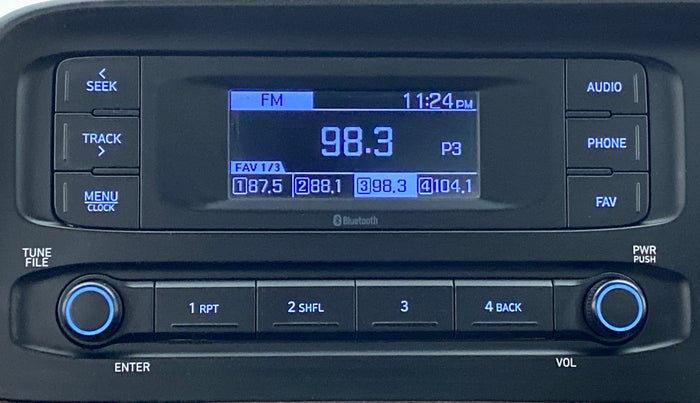 < SEEK
TRACK >
MENU
CLOCK
FM 11:24 PM
98.3 P3
FAV 1/3
1 87.5 2 88.1 3 98.3 4 104.1
Bluetooth
AUDIO
PHONE
FAV
TUNE
FILE
PWR
PUSH
1 RPT 2 SHFL 3 4 BACK
ENTER
VOL